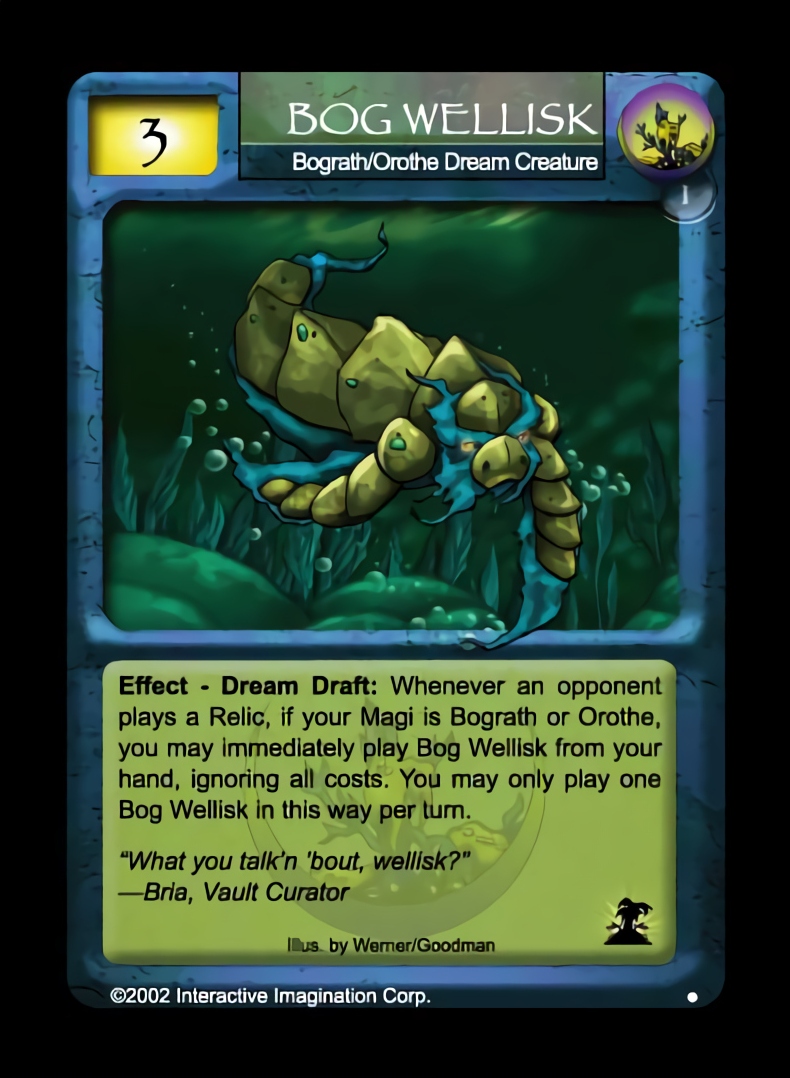 3
BOG WELLISK
Bograth/Orothe Dream Creature
1
Effect - Dream Draft: Whenever an opponent
plays a Relic, if your Magi is Bograth or Orothe,
you may immediately play Bog Wellisk from your
hand, ignoring all costs. You may only play one
Bog Wellisk in this way per turn.
"What you talk'n 'bout, wellisk?"
—Bria, Vault Curator
Illus. by Werner/Goodman
©2002 Interactive Imagination Corp.